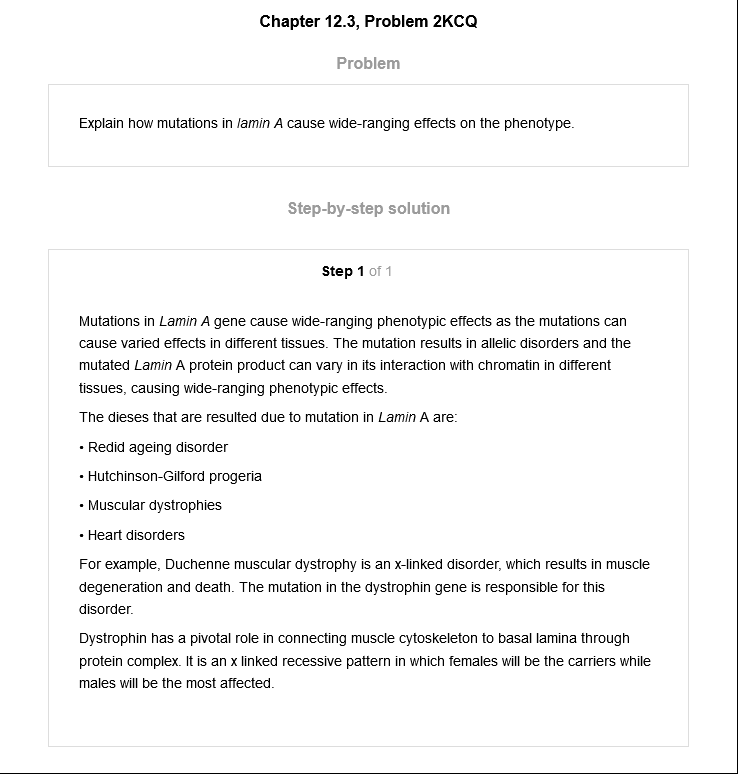 Chapter 12.3, Problem 2KCQ
Problem
Explain how mutations in lamin A cause wide-ranging effects on the phenotype.
Step-by-step solution
Step 1 of 1
Mutations in Lamin A gene cause wide-ranging phenotypic effects as the mutations can
cause varied effects in different tissues. The mutation results in allelic disorders and the
mutated Lamin A protein product can vary in its interaction with chromatin in different
tissues, causing wide-ranging phenotypic effects.
The dieses that are resulted due to mutation in Lamin A are:
• Redid ageing disorder
• Hutchinson-Gilford progeria
• Muscular dystrophies
• Heart disorders
For example, Duchenne muscular dystrophy is an x-linked disorder, which results in muscle
degeneration and death. The mutation in the dystrophin gene is responsible for this
disorder.
Dystrophin has a pivotal role in connecting muscle cytoskeleton to basal lamina through
protein complex. It is an x linked recessive pattern in which females will be the carriers while
males will be the most affected.